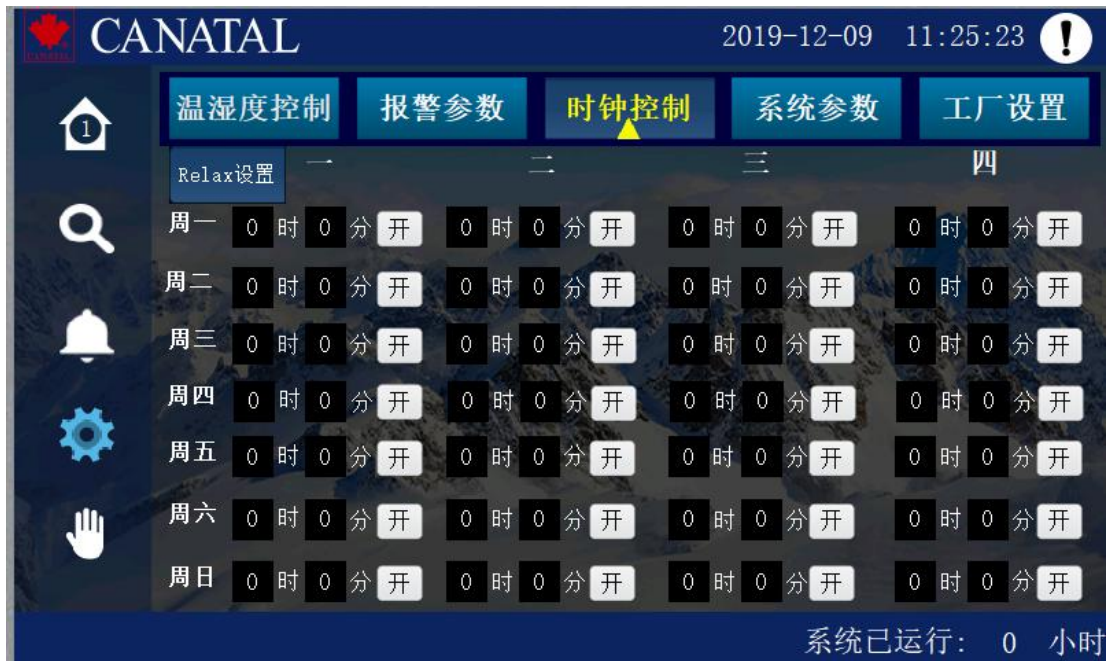 CANATAL 2019-12-09 11:25:23 !
CANATAL
温湿度控制 报警参数 时钟控制 系统参数 工厂设置
1
Relax设置 一 二 三 四
周一 0 时 0 分 开 0 时 0 分 开 0 时 0 分 开 0 时 0 分 开
周二 0 时 0 分 开 0 时 0 分 开 0 时 0 分 开 0 时 0 分 开
周三 0 时 0 分 开 0 时 0 分 开 0 时 0 分 开 0 时 0 分 开
周四 0 时 0 分 开 0 时 0 分 开 0 时 0 分 开 0 时 0 分 开
周五 0 时 0 分 开 0 时 0 分 开 0 时 0 分 开 0 时 0 分 开
周六 0 时 0 分 开 0 时 0 分 开 0 时 0 分 开 0 时 0 分 开
周日 0 时 0 分 开 0 时 0 分 开 0 时 0 分 开 0 时 0 分 开
系统已运行: 0 小时